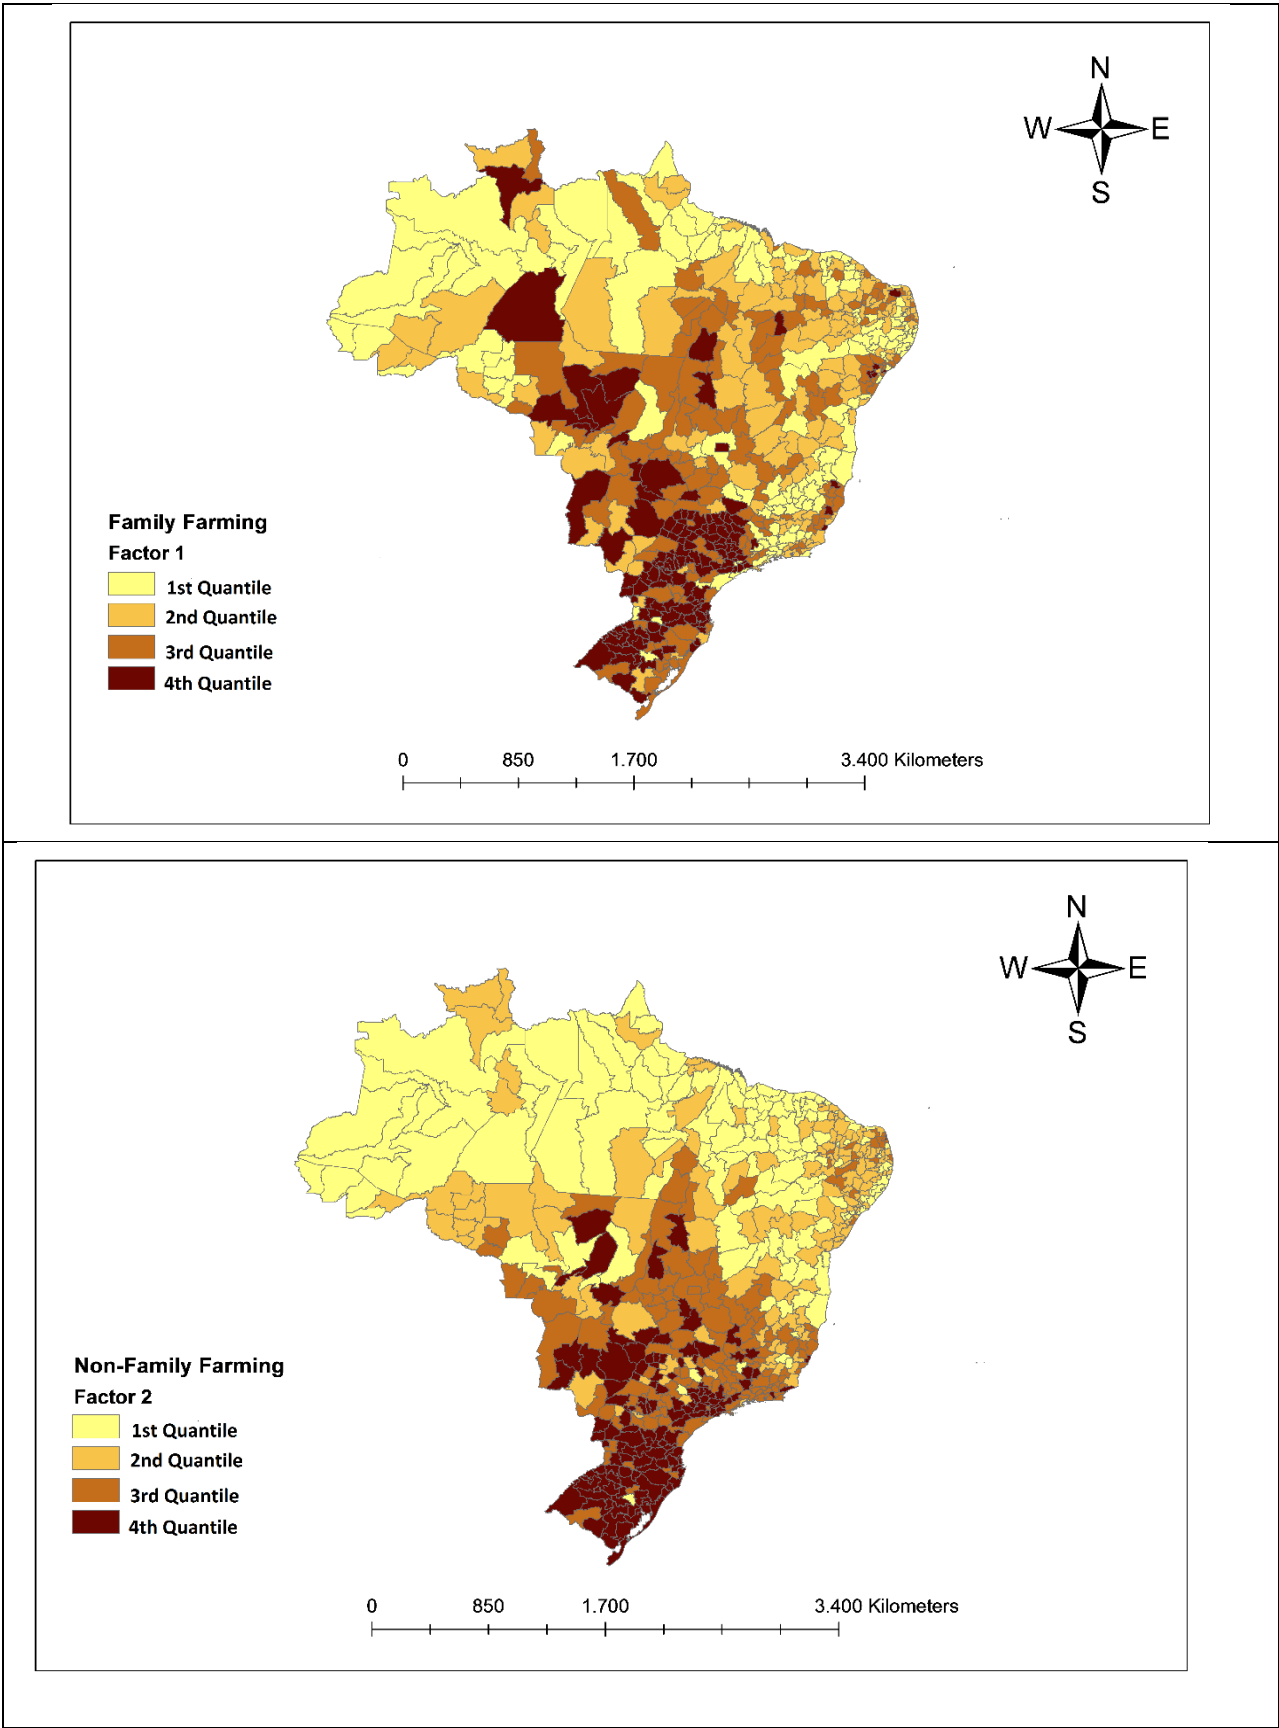 N
W E
S
Family Farming
Factor 1
1st Quantile
2nd Quantile
3rd Quantile
4th Quantile
0 850 1.700 3.400 Kilometers
N
W E
S
Non-Family Farming
Factor 2
1st Quantile
2nd Quantile
3rd Quantile
4th Quantile
0 850 1.700 3.400 Kilometers